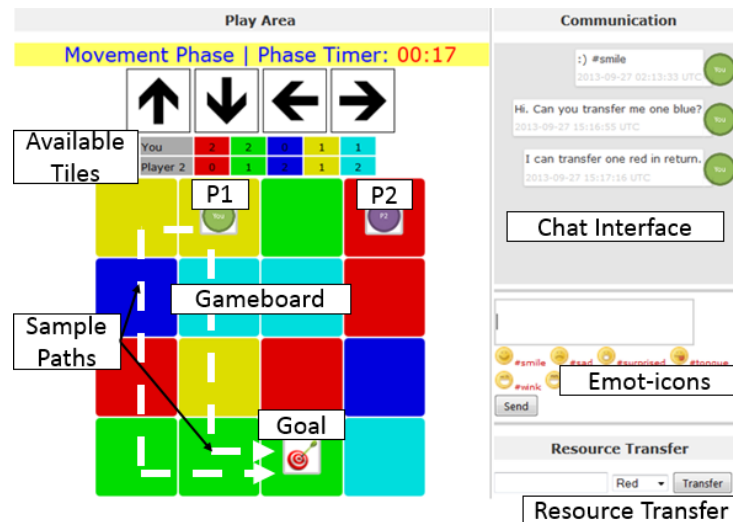 Play Area
Movement Phase | Phase Timer: 00:17
Available
Tiles
You 2 2 0 1 1
Player 2 0 1 2 1 2
P1
You
P2
P2
Gameboard
Sample
Paths
Goal
Communication
:) #smile
2013-09-27 02:13:33 UTC
You
Hi. Can you transfer me one blue?
2013-09-27 15:16:55 UTC
You
I can transfer one red in return.
2013-09-27 15:17:16 UTC
You
Chat Interface
#smile #sad #surprised #tongue
#wink
Emot-icons
Send
Resource Transfer
Red Transfer
Resource Transfer